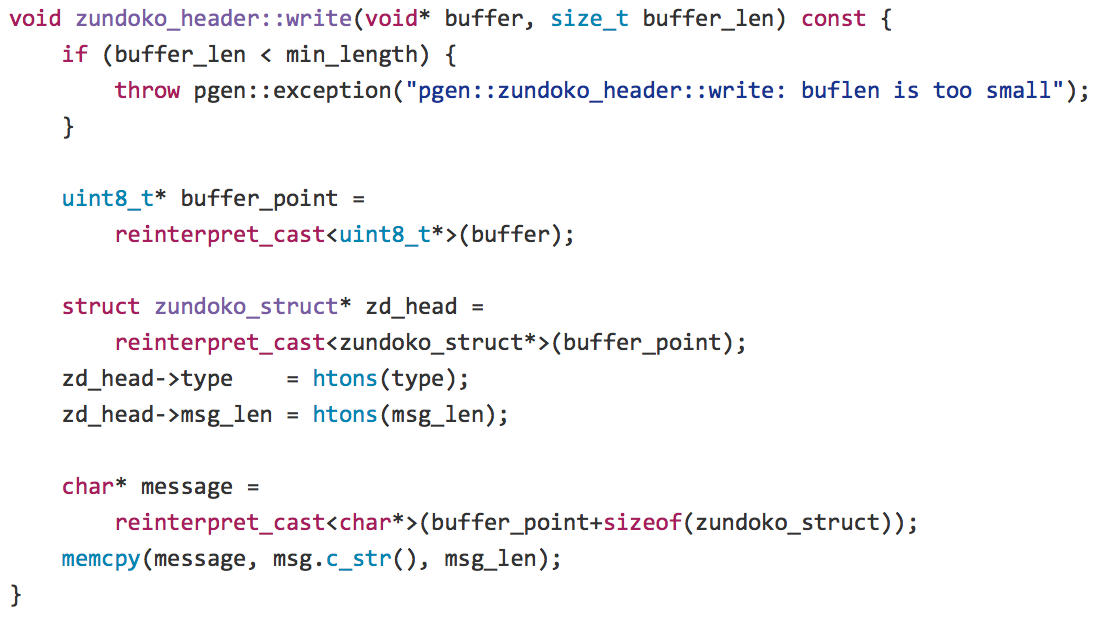 void zundoko_header::write(void* buffer, size_t buffer_len) const {
    if (buffer_len < min_length) {
        throw pgen::exception("pgen::zundoko_header::write: buflen is too small");
    }

    uint8_t* buffer_point =
        reinterpret_cast<uint8_t*>(buffer);

    struct zundoko_struct* zd_head =
        reinterpret_cast<zundoko_struct*>(buffer_point);
    zd_head->type    = htons(type);
    zd_head->msg_len = htons(msg_len);

    char* message =
        reinterpret_cast<char*>(buffer_point+sizeof(zundoko_struct));
    memcpy(message, msg.c_str(), msg_len);
}